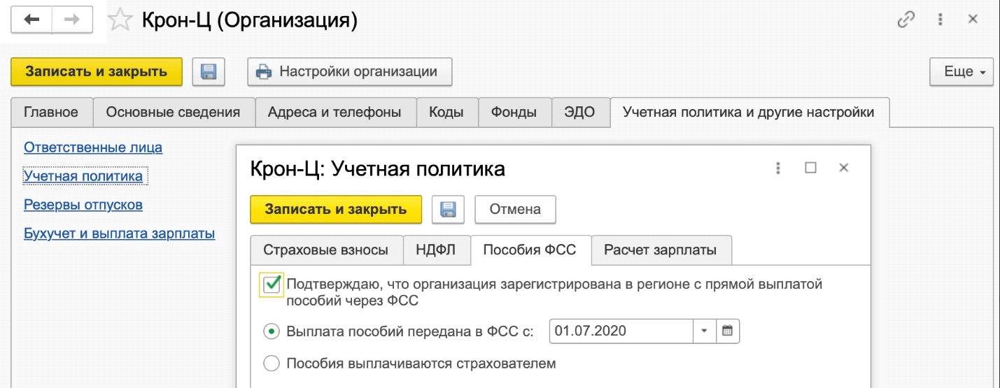 Крон-Ц (Организация)
Записать и закрыть
Настройки организации
Еще
Главное
Основные сведения
Адреса и телефоны
Коды
Фонды
ЭДО
Учетная политика и другие настройки
Ответственные лица
Учетная политика
Резервы отпусков
Бухучет и выплата зарплаты
Крон-Ц: Учетная политика
Записать и закрыть
Отмена
Страховые взносы
НДФЛ
Пособия ФСС
Расчет зарплаты
Подтверждаю, что организация зарегистрирована в регионе с прямой выплатой
пособий через ФСС
Выплата пособий передана в ФСС с:
01.07.2020
Пособия выплачиваются страхователем